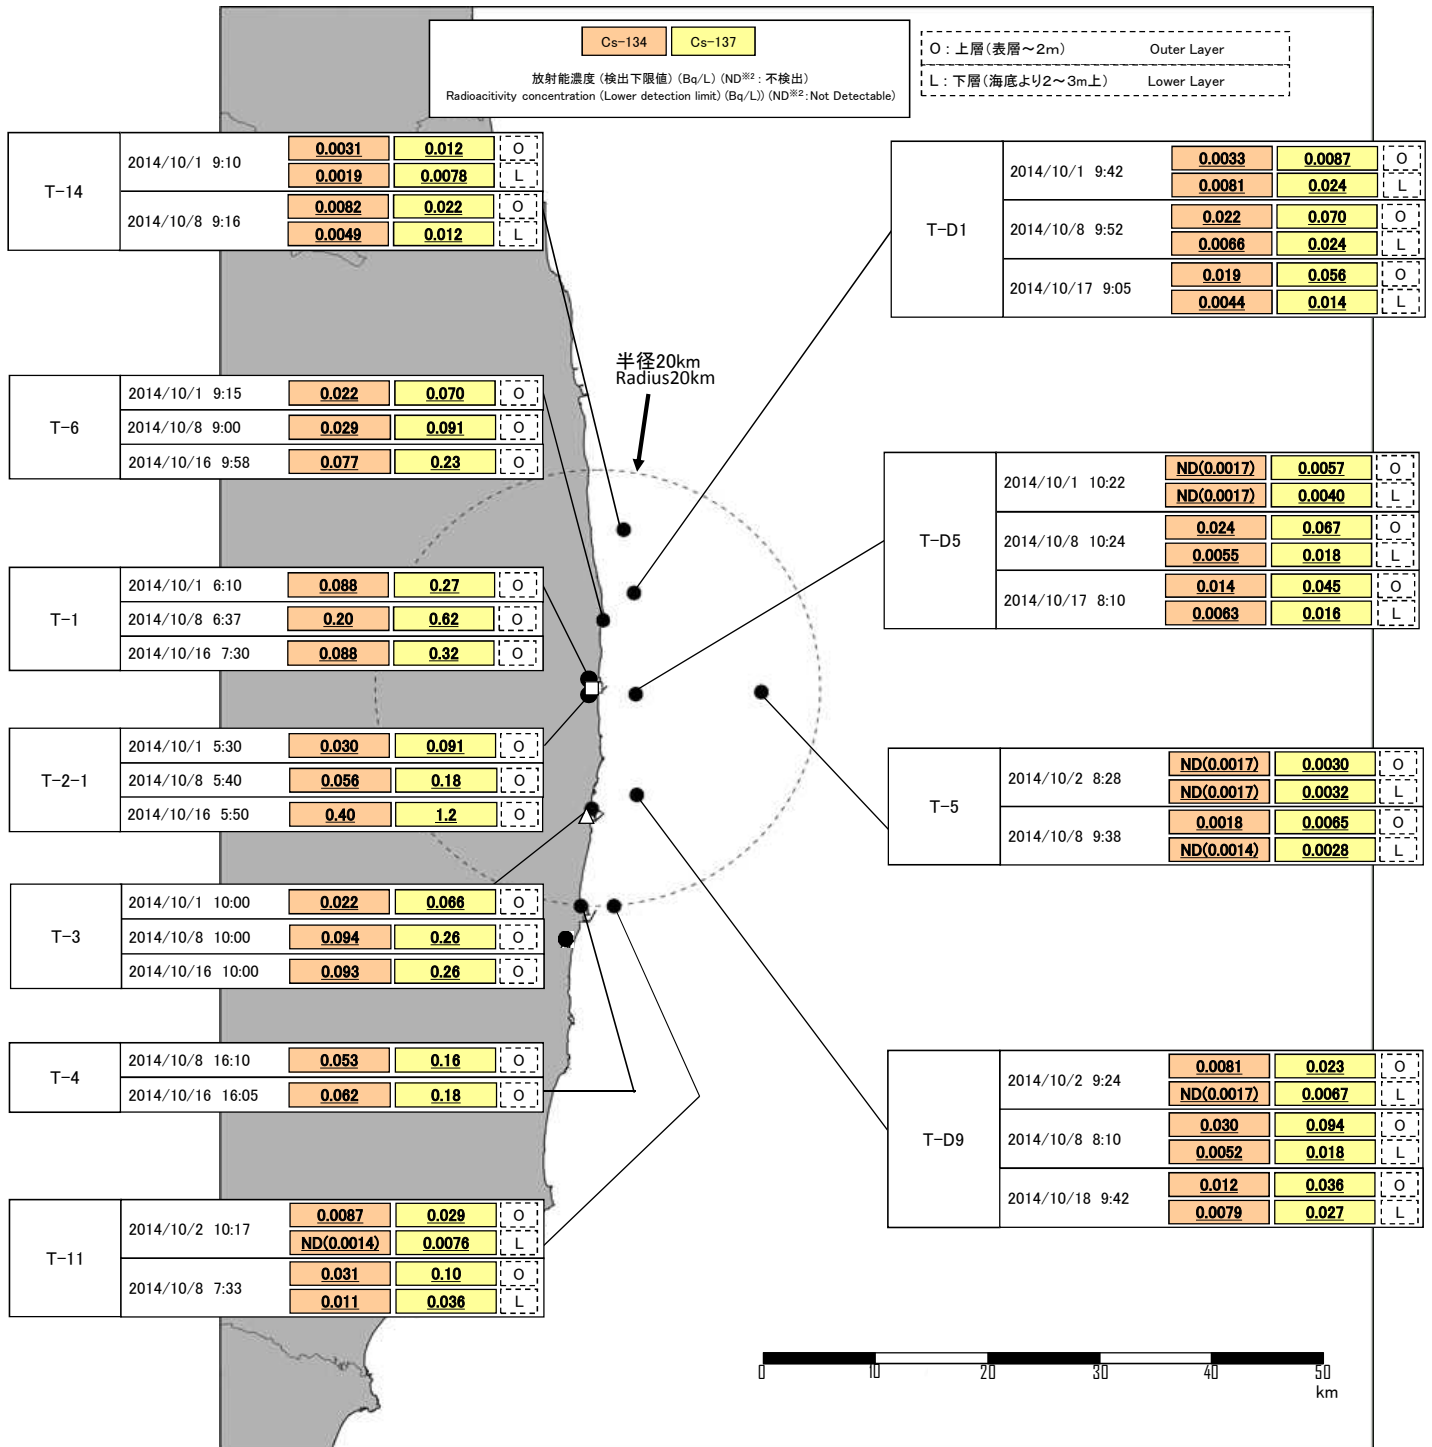 Cs-134 Cs-137
放射能濃度 (検出下限値) (Bq/L) (ND※2 : 不検出)
Radioacitivity concentration (Lower detection limit) (Bq/L)) (ND※2:Not Detectable)
O : 上層(表層～2m) Outer Layer
L : 下層(海底より2～3m上) Lower Layer
T-14
2014/10/1 9:10
0.0031 0.012 O
0.0019 0.0078 L
2014/10/8 9:16
0.0082 0.022 O
0.0049 0.012 L
T-6
2014/10/1 9:15 0.022 0.070 O
2014/10/8 9:00 0.029 0.091 O
2014/10/16 9:58 0.077 0.23 O
T-1
2014/10/1 6:10 0.088 0.27 O
2014/10/8 6:37 0.20 0.62 O
2014/10/16 7:30 0.088 0.32 O
T-2-1
2014/10/1 5:30 0.030 0.091 O
2014/10/8 5:40 0.056 0.18 O
2014/10/16 5:50 0.40 1.2 O
T-3
2014/10/1 10:00 0.022 0.066 O
2014/10/8 10:00 0.094 0.26 O
2014/10/16 10:00 0.093 0.26 O
T-4
2014/10/8 16:10 0.053 0.16 O
2014/10/16 16:05 0.062 0.18 O
T-11
2014/10/2 10:17
0.0087 0.029 O
ND(0.0014) 0.0076 L
2014/10/8 7:33
0.031 0.10 O
0.011 0.036 L
半径20km
Radius20km
T-D1
2014/10/1 9:42
0.0033 0.0087 O
0.0081 0.024 L
2014/10/8 9:52
0.022 0.070 O
0.0066 0.024 L
2014/10/17 9:05
0.019 0.056 O
0.0044 0.014 L
T-D5
2014/10/1 10:22
ND(0.0017) 0.0057 O
ND(0.0017) 0.0040 L
2014/10/8 10:24
0.024 0.067 O
0.0055 0.018 L
2014/10/17 8:10
0.014 0.045 O
0.0063 0.016 L
T-5
2014/10/2 8:28
ND(0.0017) 0.0030 O
ND(0.0017) 0.0032 L
2014/10/8 9:38
0.0018 0.0065 O
ND(0.0014) 0.0028 L
T-D9
2014/10/2 9:24
0.0081 0.023 O
ND(0.0017) 0.0067 L
2014/10/8 8:10
0.030 0.094 O
0.0052 0.018 L
2014/10/18 9:42
0.012 0.036 O
0.0079 0.027 L
0 10 20 30 40 50
km